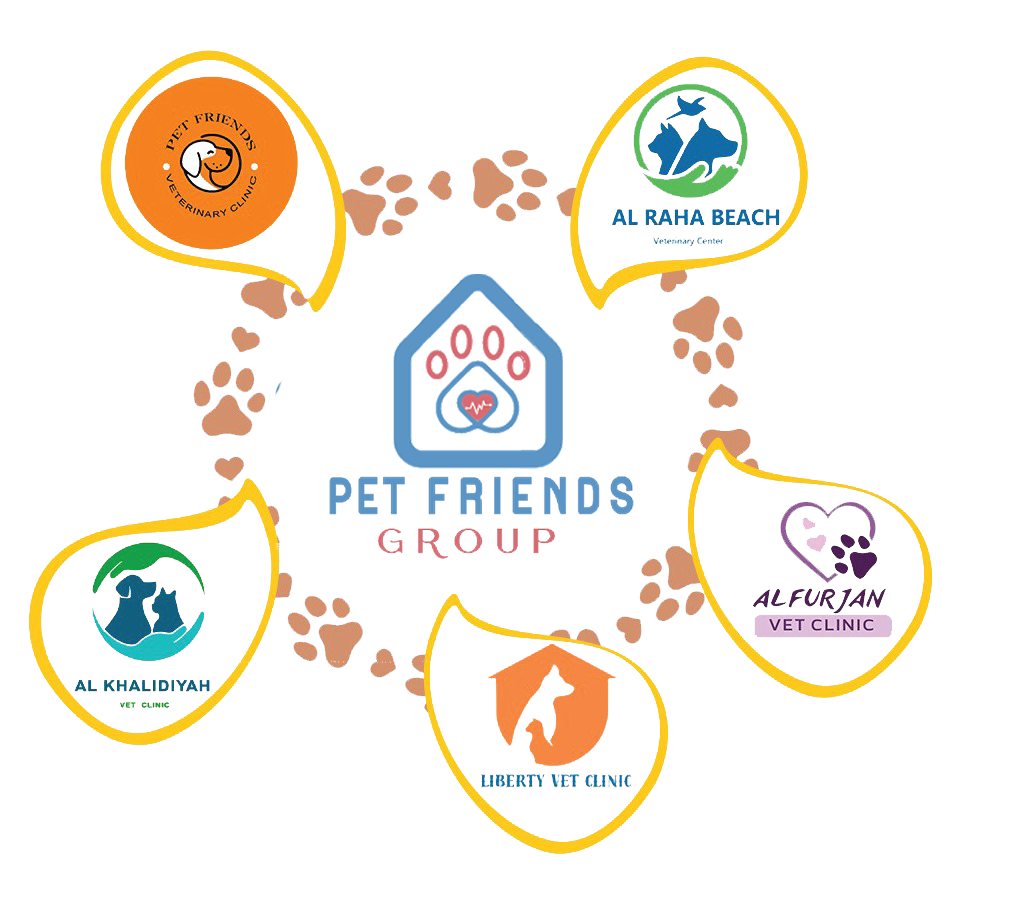 PET FRIENDS
VETERINARY CLINIC
AL RAHA BEACH
Veterinary Center
PET FRIENDS
GROUP
ALFURJAN
VET CLINIC
AL KHALIDIYAH
VET CLINIC
LIBERTY VET CLINIC